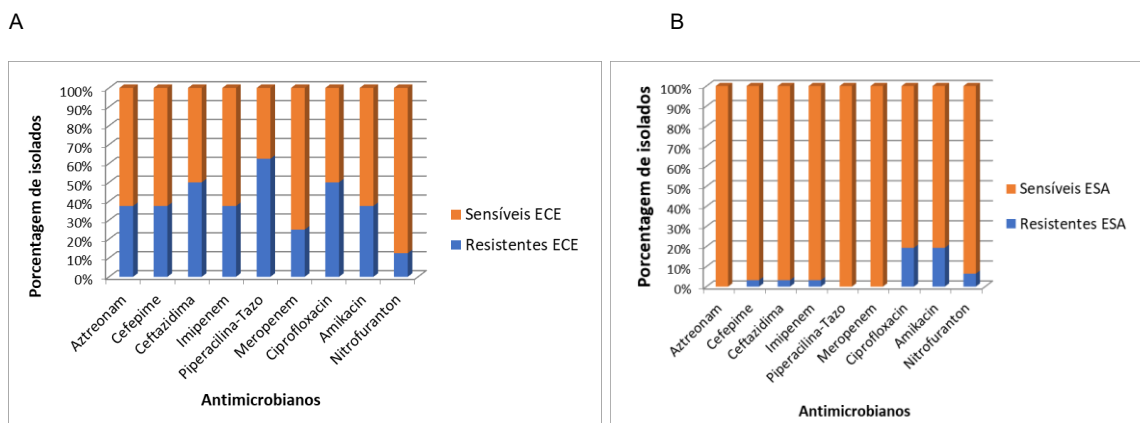 A
B
Porcentagem de isolados
100%
90%
80%
70%
60%
50%
40%
30%
20%
10%
0%
Aztreonam
Cefepime
Ceftazidima
Imipenem
Piperacilina-Tazo
Meropenem
Ciprofloxacin
Amikacin
Nitrofuranton
Antimicrobianos
Sensíveis ECE
Resistentes ECE
Porcentagem de isolados
100%
90%
80%
70%
60%
50%
40%
30%
20%
10%
0%
Aztreonam
Cefepime
Ceftazidima
Imipenem
Piperacilina-Tazo
Meropenem
Ciprofloxacin
Amikacin
Nitrofuranton
Antimicrobianos
Sensíveis ESA
Resistentes ESA